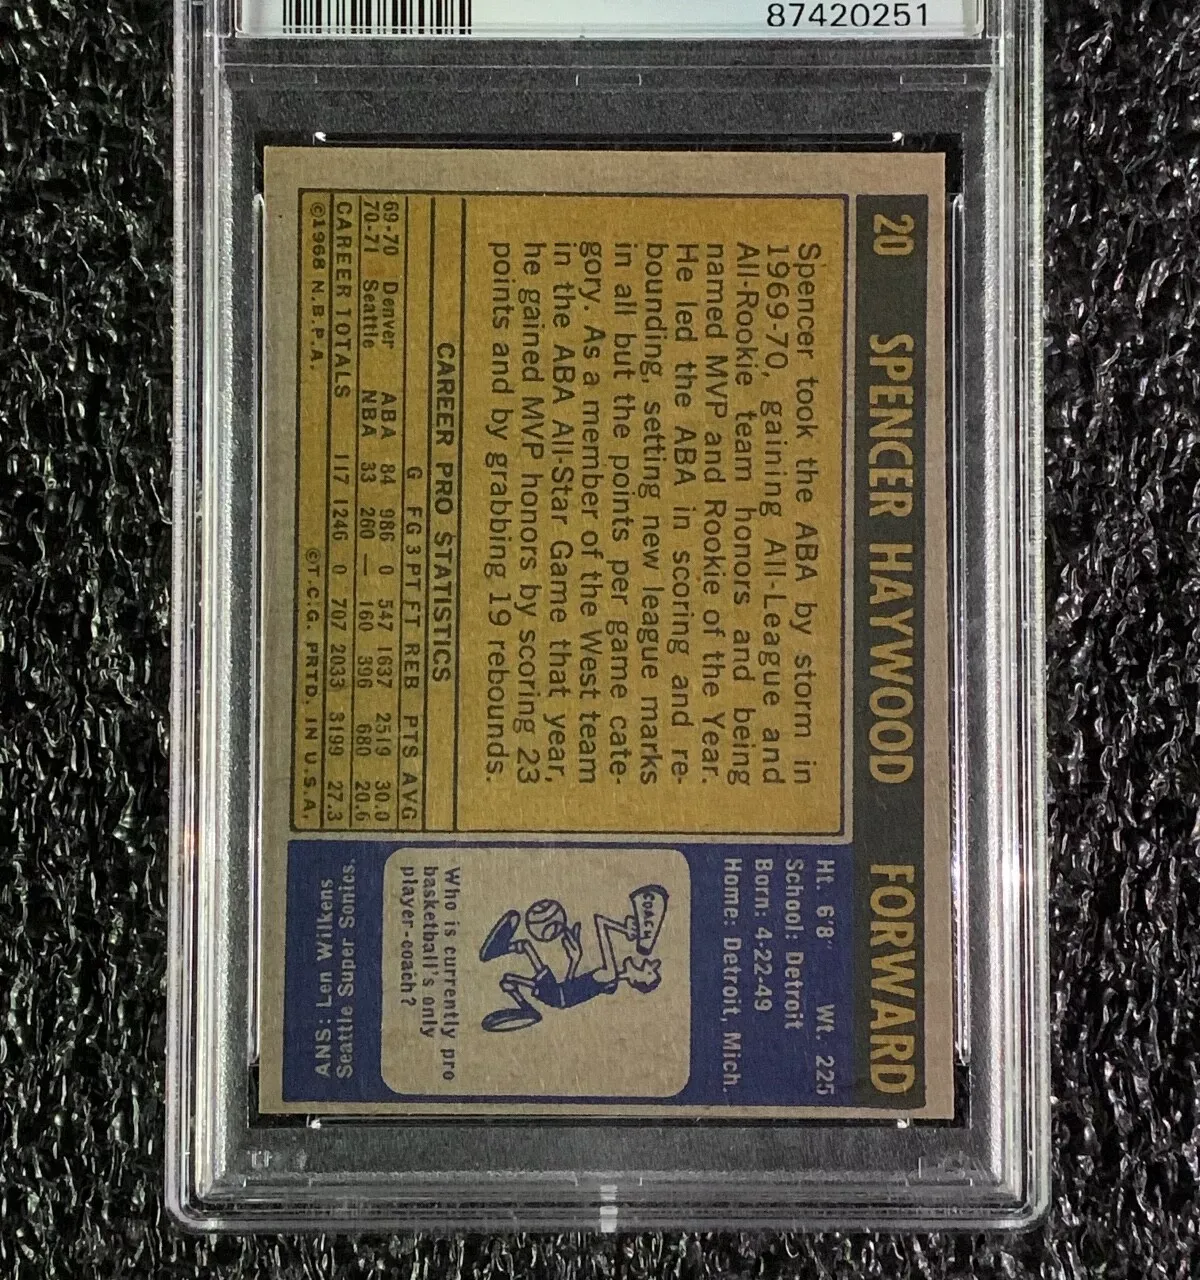 87420251
20 SPENCER HAYWOOD FORWARD
Spencer took the ABA by storm in
1969-70, gaining All-League and
All-Rookie team honors and being
named MVP and Rookie of the Year.
He led the ABA in scoring and re-
bounding, setting new league marks
in all but the points per game cate-
gory. As a member of the West team
in the ABA All-Star Game that year,
he gained MVP honors by scoring 23
points and by grabbing 19 rebounds.
CAREER PRO STATISTICS
G FG 3PT FT REB PTS AVG
69-70 Denver ABA 84 986 0 547 1637 2519 30.0
70-71 Seattle NBA 33 260 — 160 396 680 20.6
CAREER TOTALS 117 1246 0 707 2033 3199 27.3
©1968 N.B.P.A. ©T.C.G. PRTD. IN U.S.A.
Ht. 6'8" Wt. 225
School: Detroit
Born: 4-22-49
Home: Detroit, Mich.
COACH
Who is currently pro
basketball's only
player-coach?
ANS: Len Wilkens
Seattle Super Sonics.